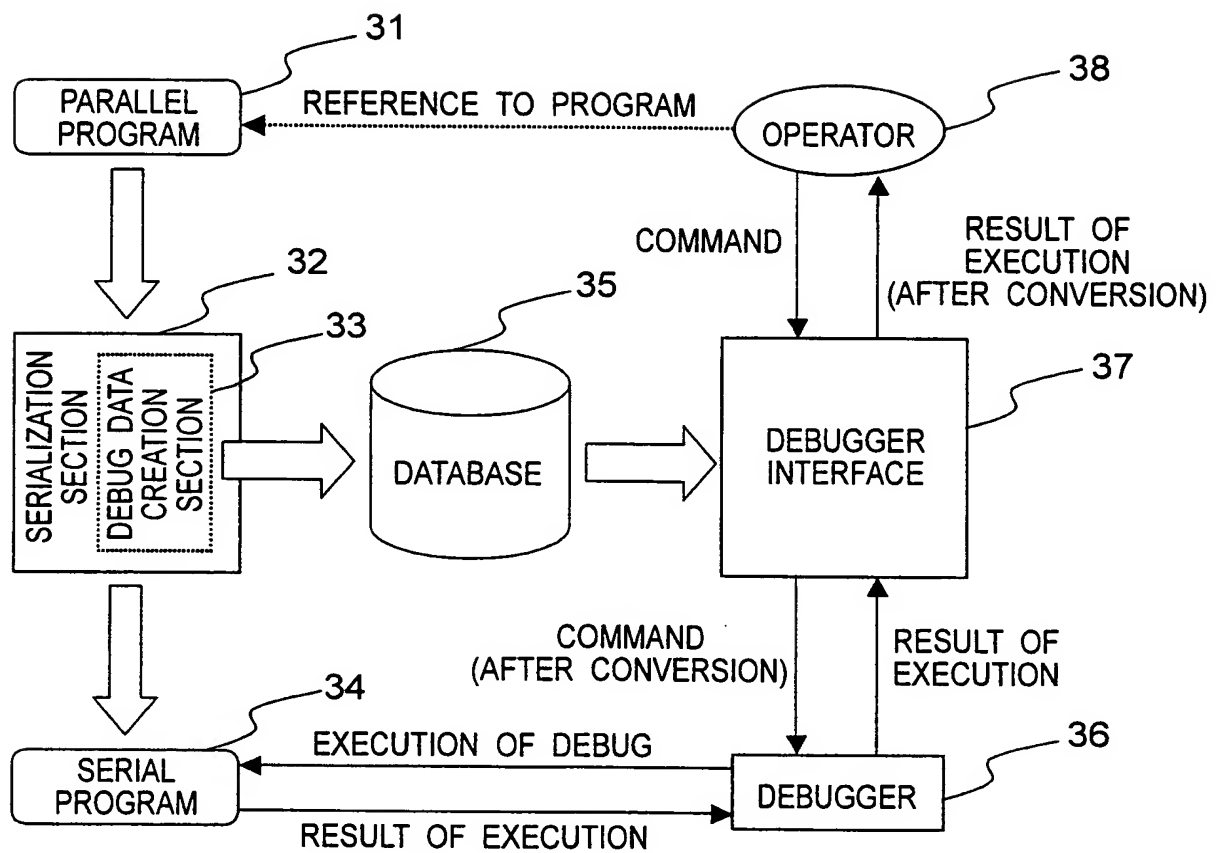 31
PARALLEL
PROGRAM
REFERENCE TO PROGRAM
38
OPERATOR
COMMAND
RESULT OF
EXECUTION
(AFTER CONVERSION)
32
33
35
37
SERIALIZATION
SECTION
DEBUG DATA
CREATION
SECTION
DATABASE
DEBUGGER
INTERFACE
COMMAND
(AFTER CONVERSION)
RESULT OF
EXECUTION
34
SERIAL
PROGRAM
EXECUTION OF DEBUG
RESULT OF EXECUTION
36
DEBUGGER